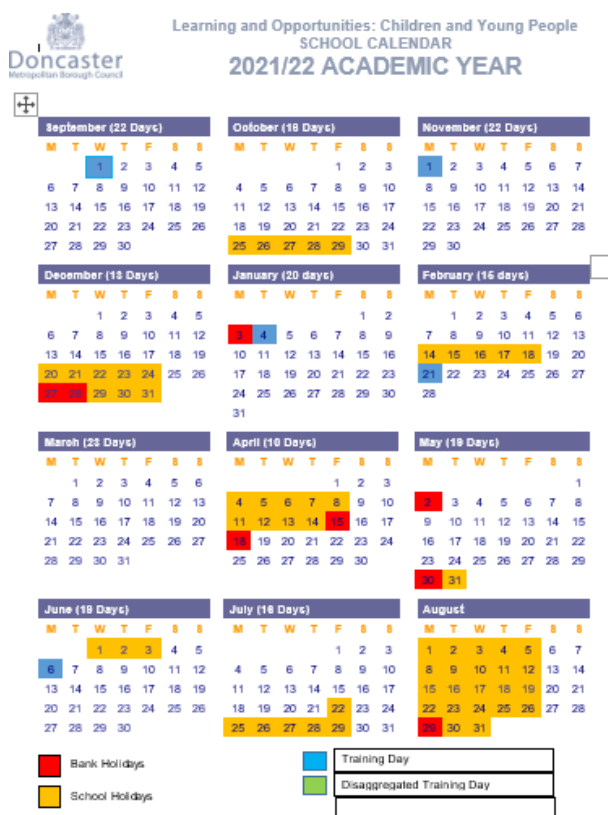 Doncaster
Metropolitan Borough Council
Learning and Opportunities: Children and Young People
SCHOOL CALENDAR
2021/22 ACADEMIC YEAR
September (22 Days)
M T W T F S S
1 2 3 4 5
6 7 8 9 10 11 12
13 14 15 16 17 18 19
20 21 22 23 24 25 26
27 28 29 30
October (16 Days)
M T W T F S S
1 2 3
4 5 6 7 8 9 10
11 12 13 14 15 16 17
18 19 20 21 22 23 24
25 26 27 28 29 30 31
November (22 Days)
M T W T F S S
1 2 3 4 5 6 7
8 9 10 11 12 13 14
15 16 17 18 19 20 21
22 23 24 25 26 27 28
29 30
December (13 Days)
M T W T F S S
1 2 3 4 5
6 7 8 9 10 11 12
13 14 15 16 17 18 19
20 21 22 23 24 25 26
27 28 29 30 31
January (20 days)
M T W T F S S
1 2
3 4 5 6 7 8 9
10 11 12 13 14 15 16
17 18 19 20 21 22 23
24 25 26 27 28 29 30
31
February (15 days)
M T W T F S S
1 2 3 4 5 6
7 8 9 10 11 12 13
14 15 16 17 18 19 20
21 22 23 24 25 26 27
28
March (23 Days)
M T W T F S S
1 2 3 4 5 6
7 8 9 10 11 12 13
14 15 16 17 18 19 20
21 22 23 24 25 26 27
28 29 30 31
April (10 Days)
M T W T F S S
1 2 3
4 5 6 7 8 9 10
11 12 13 14 15 16 17
18 19 20 21 22 23 24
25 26 27 28 29 30
May (19 Days)
M T W T F S S
1
2 3 4 5 6 7 8
9 10 11 12 13 14 15
16 17 18 19 20 21 22
23 24 25 26 27 28 29
30 31
June (19 Days)
M T W T F S S
1 2 3 4 5
6 7 8 9 10 11 12
13 14 15 16 17 18 19
20 21 22 23 24 25 26
27 28 29 30
July (15 Days)
M T W T F S S
1 2 3
4 5 6 7 8 9 10
11 12 13 14 15 16 17
18 19 20 21 22 23 24
25 26 27 28 29 30 31
August
M T W T F S S
1 2 3 4 5 6 7
8 9 10 11 12 13 14
15 16 17 18 19 20 21
22 23 24 25 26 27 28
29 30 31
Bank Holidays
School Holidays
Training Day
Disaggregated Training Day